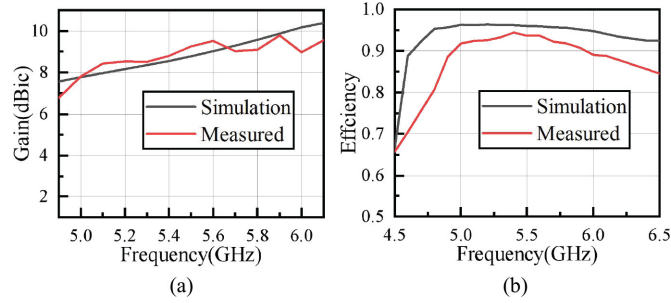 Gain(dBic)
10
8
6
4
2
Simulation
Measured
5.0 5.2 5.4 5.6 5.8 6.0
Frequency(GHz)
(a)
Effciency
1.0
0.9
0.8
0.7
0.6
0.5
Simulation
Measured
4.5 5.0 5.5 6.0 6.5
Frequency(GHz)
(b)